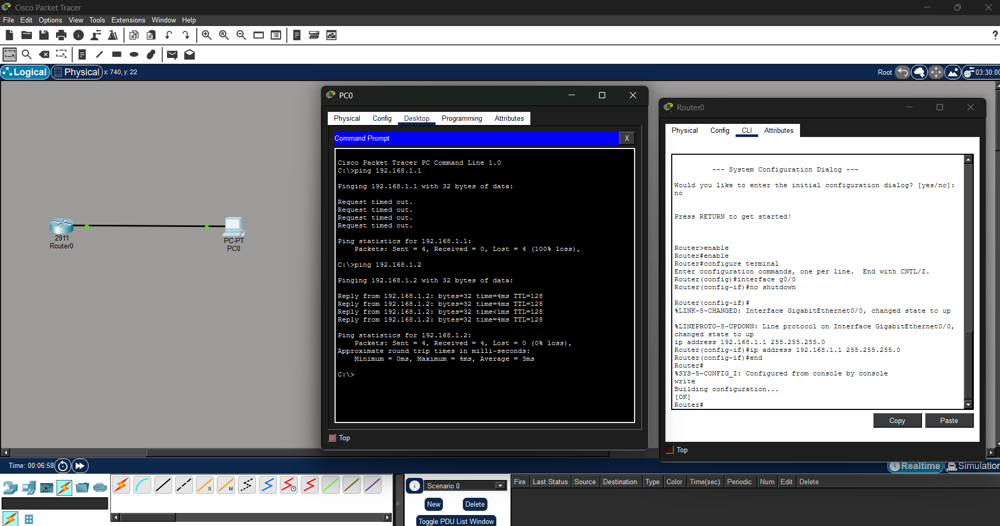 Cisco Packet Tracer
File Edit Options View Tools Extensions Window Help
?
Logical Physical x: 740, y: 22
Root 03:30:00
2911
Router0
PC-PT
PC0
PC0
Physical Config Desktop Programming Attributes
Command Prompt X
Cisco Packet Tracer PC Command Line 1.0
C:\>ping 192.168.1.1
Pinging 192.168.1.1 with 32 bytes of data:
Request timed out.
Request timed out.
Request timed out.
Request timed out.
Ping statistics for 192.168.1.1:
Packets: Sent = 4, Received = 0, Lost = 4 (100% loss),
C:\>ping 192.168.1.2
Pinging 192.168.1.2 with 32 bytes of data:
Reply from 192.168.1.2: bytes=32 time=4ms TTL=128
Reply from 192.168.1.2: bytes=32 time=4ms TTL=128
Reply from 192.168.1.2: bytes=32 time<1ms TTL=128
Reply from 192.168.1.2: bytes=32 time=4ms TTL=128
Ping statistics for 192.168.1.2:
Packets: Sent = 4, Received = 4, Lost = 0 (0% loss),
Approximate round trip times in milli-seconds:
Minimum = 0ms, Maximum = 4ms, Average = 3ms
C:\>
Top
Router0
Physical Config CLI Attributes
--- System Configuration Dialog ---
Would you like to enter the initial configuration dialog? [yes/no]:
no
Press RETURN to get started!
Router>enable
Router#enable
Router#configure terminal
Enter configuration commands, one per line.  End with CNTL/Z.
Router(config)#interface g0/0
Router(config-if)#no shutdown
Router(config-if)#
%LINK-5-CHANGED: Interface GigabitEthernet0/0, changed state to up
%LINEPROTO-5-UPDOWN: Line protocol on Interface GigabitEthernet0/0,
changed state to up
ip address 192.168.1.1 255.255.255.0
Router(config-if)#ip address 192.168.1.1 255.255.255.0
Router(config-if)#end
Router#
%SYS-5-CONFIG_I: Configured from console by console
write
Building configuration...
[OK]
Router#
Copy Paste
Top
Time: 00:06:58
Realtime Simulation
S M
Scenario 0
New Delete
Toggle PDU List Window
Fire Last Status Source Destination Type Color Time(sec) Periodic Num Edit Delete